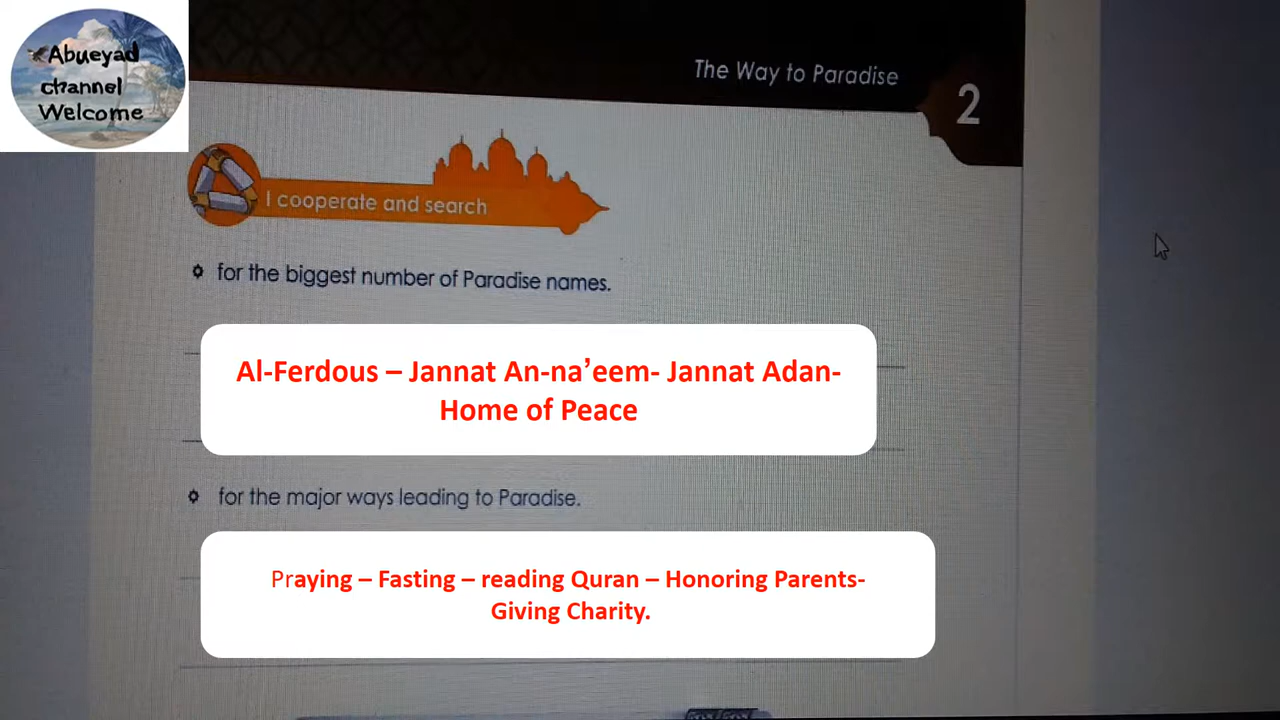 Abueyad
channel
Welcome
The Way to Paradise
2
I cooperate and search
for the biggest number of Paradise names.
Al-Ferdous – Jannat An-na’eem- Jannat Adan-
Home of Peace
for the major ways leading to Paradise.
Praying – Fasting – reading Quran – Honoring Parents-
Giving Charity.